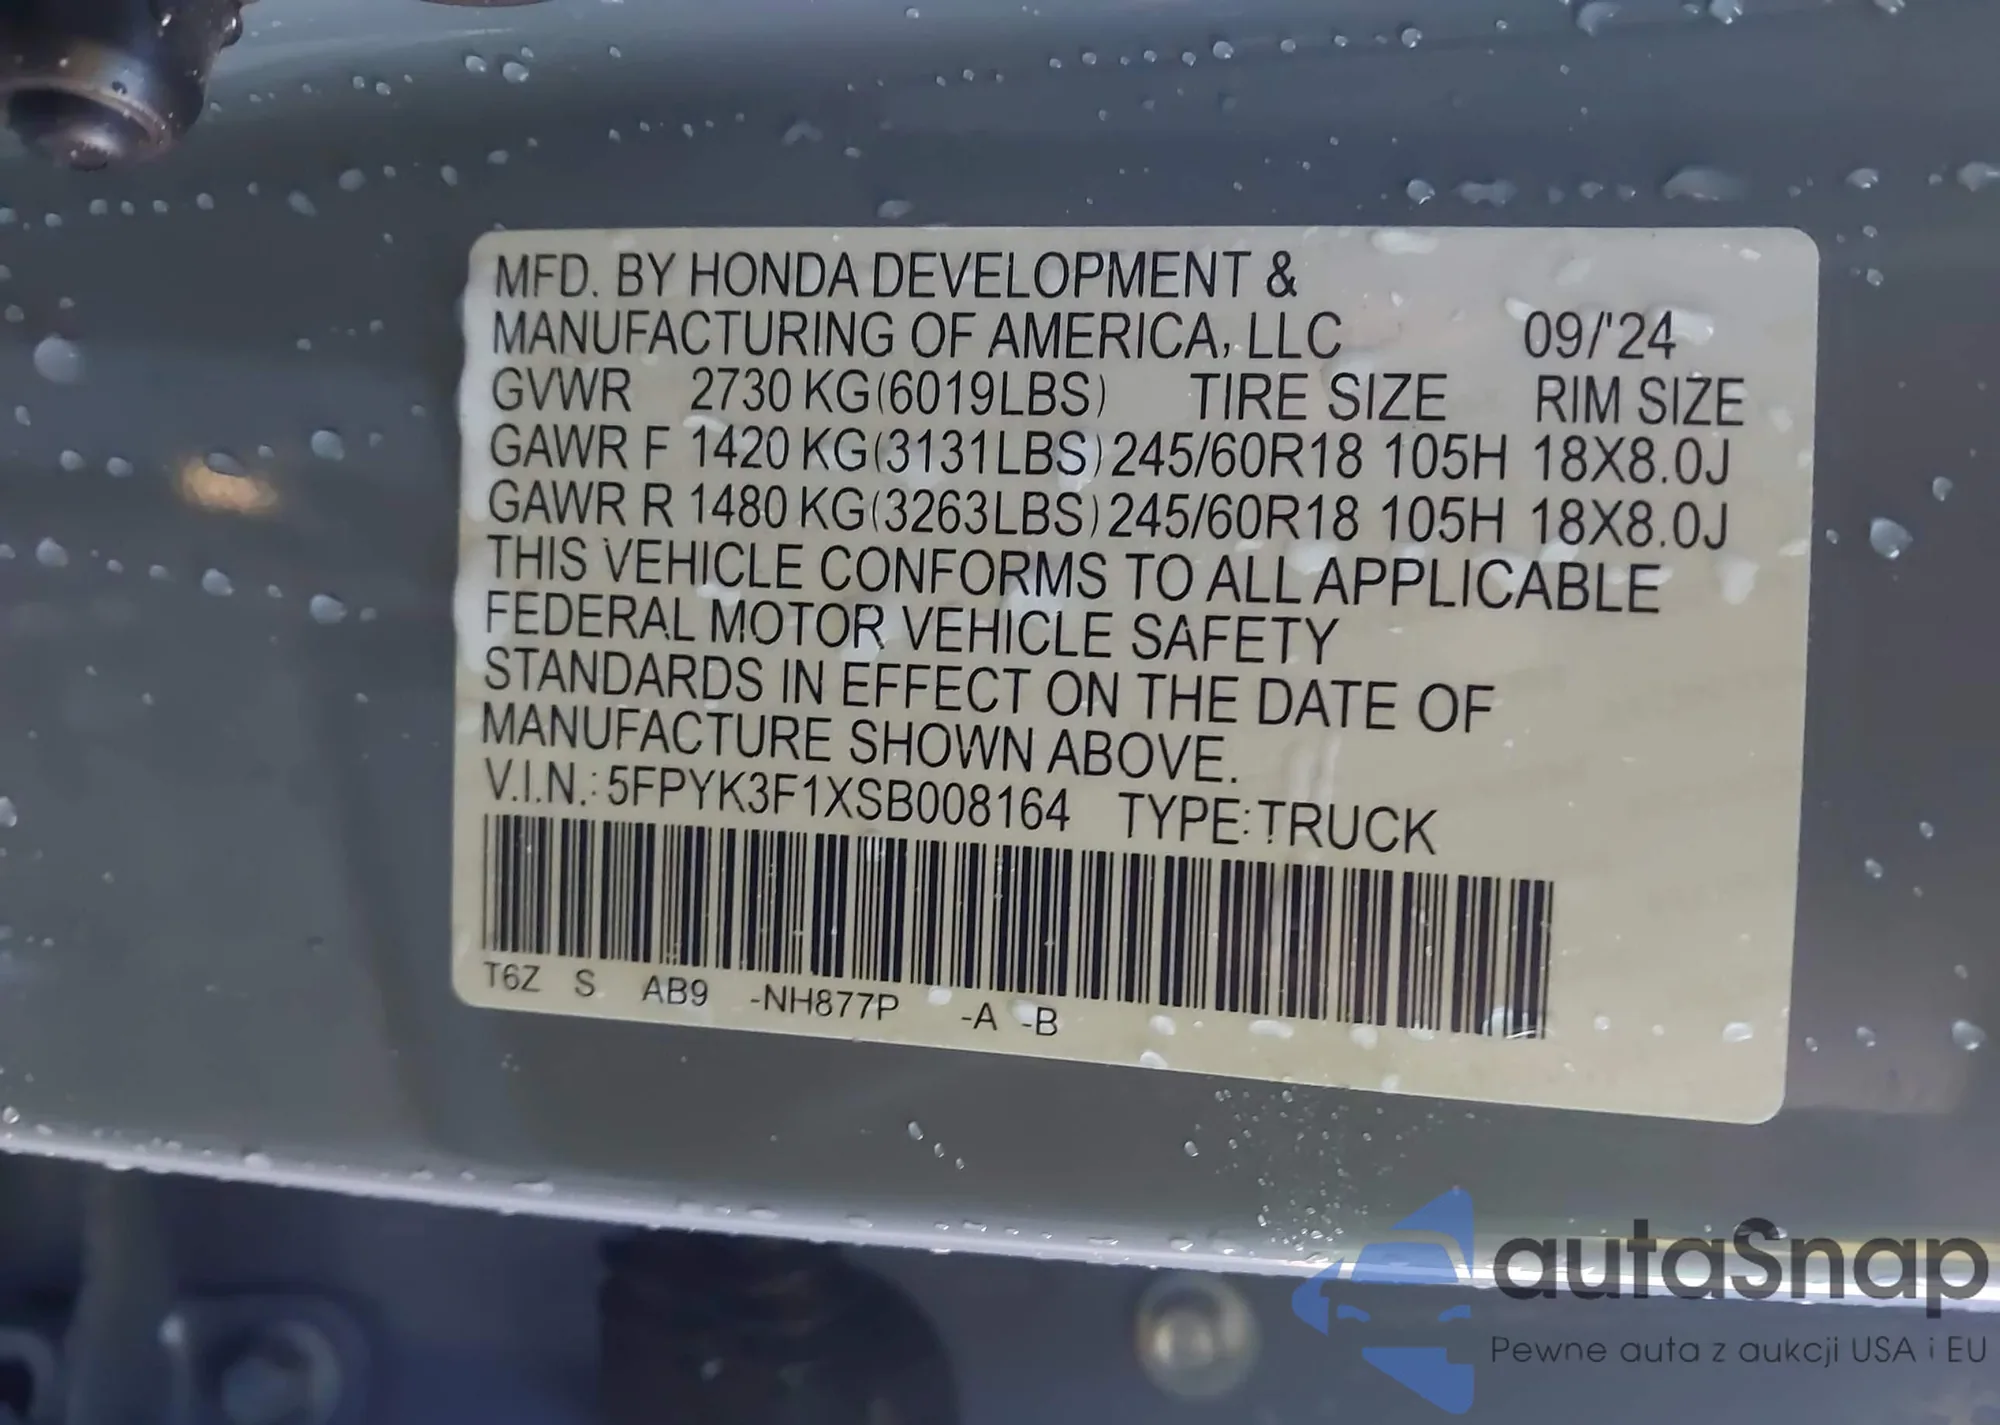 MFD. BY HONDA DEVELOPMENT &
MANUFACTURING OF AMERICA, LLC 09/'24
GVWR 2730 KG(6019LBS) TIRE SIZE RIM SIZE
GAWR F 1420 KG(3131LBS) 245/60R18 105H 18X8.0J
GAWR R 1480 KG(3263LBS) 245/60R18 105H 18X8.0J
THIS VEHICLE CONFORMS TO ALL APPLICABLE
FEDERAL MOTOR VEHICLE SAFETY
STANDARDS IN EFFECT ON THE DATE OF
MANUFACTURE SHOWN ABOVE.
V.I.N.: 5FPYK3F1XSB008164 TYPE:TRUCK
T6Z S AB9 -NH877P -A -B
autoSnap
Pewne auta z aukcji USA i EU